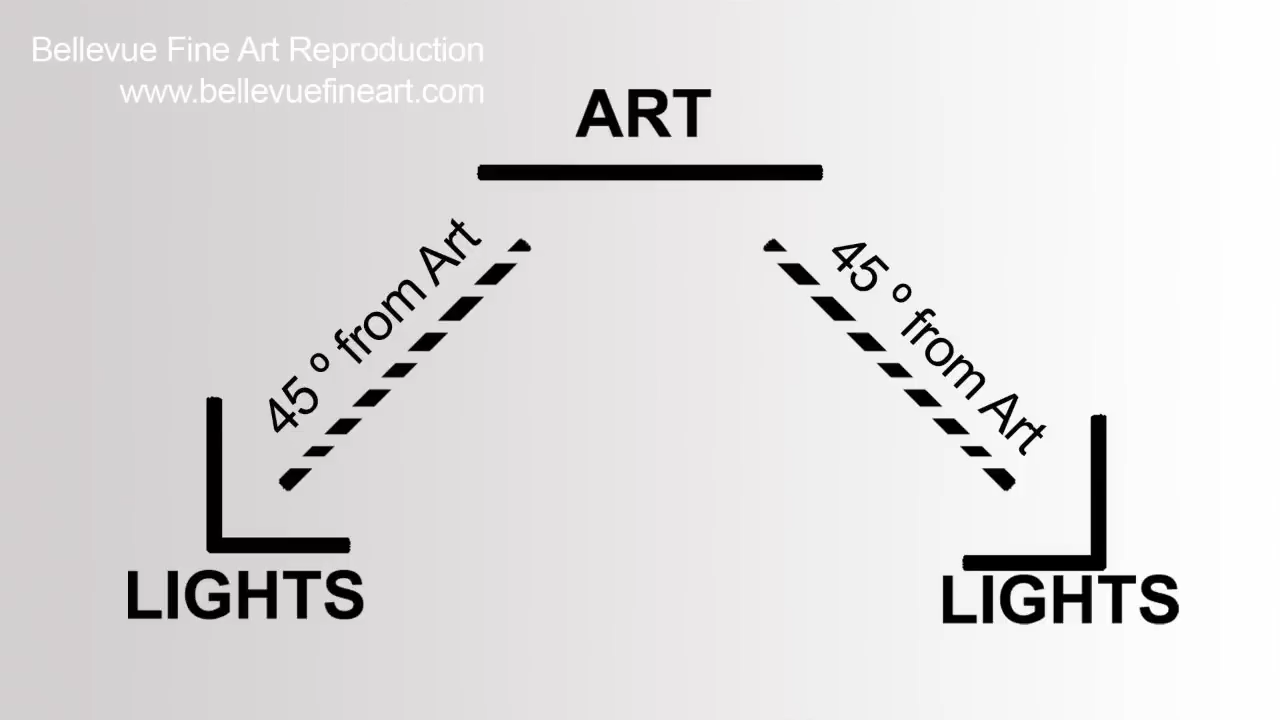 Bellevue Fine Art Reproduction
www.bellevuefineart.com
ART
45 º from Art
45 º from Art
LIGHTS
LIGHTS